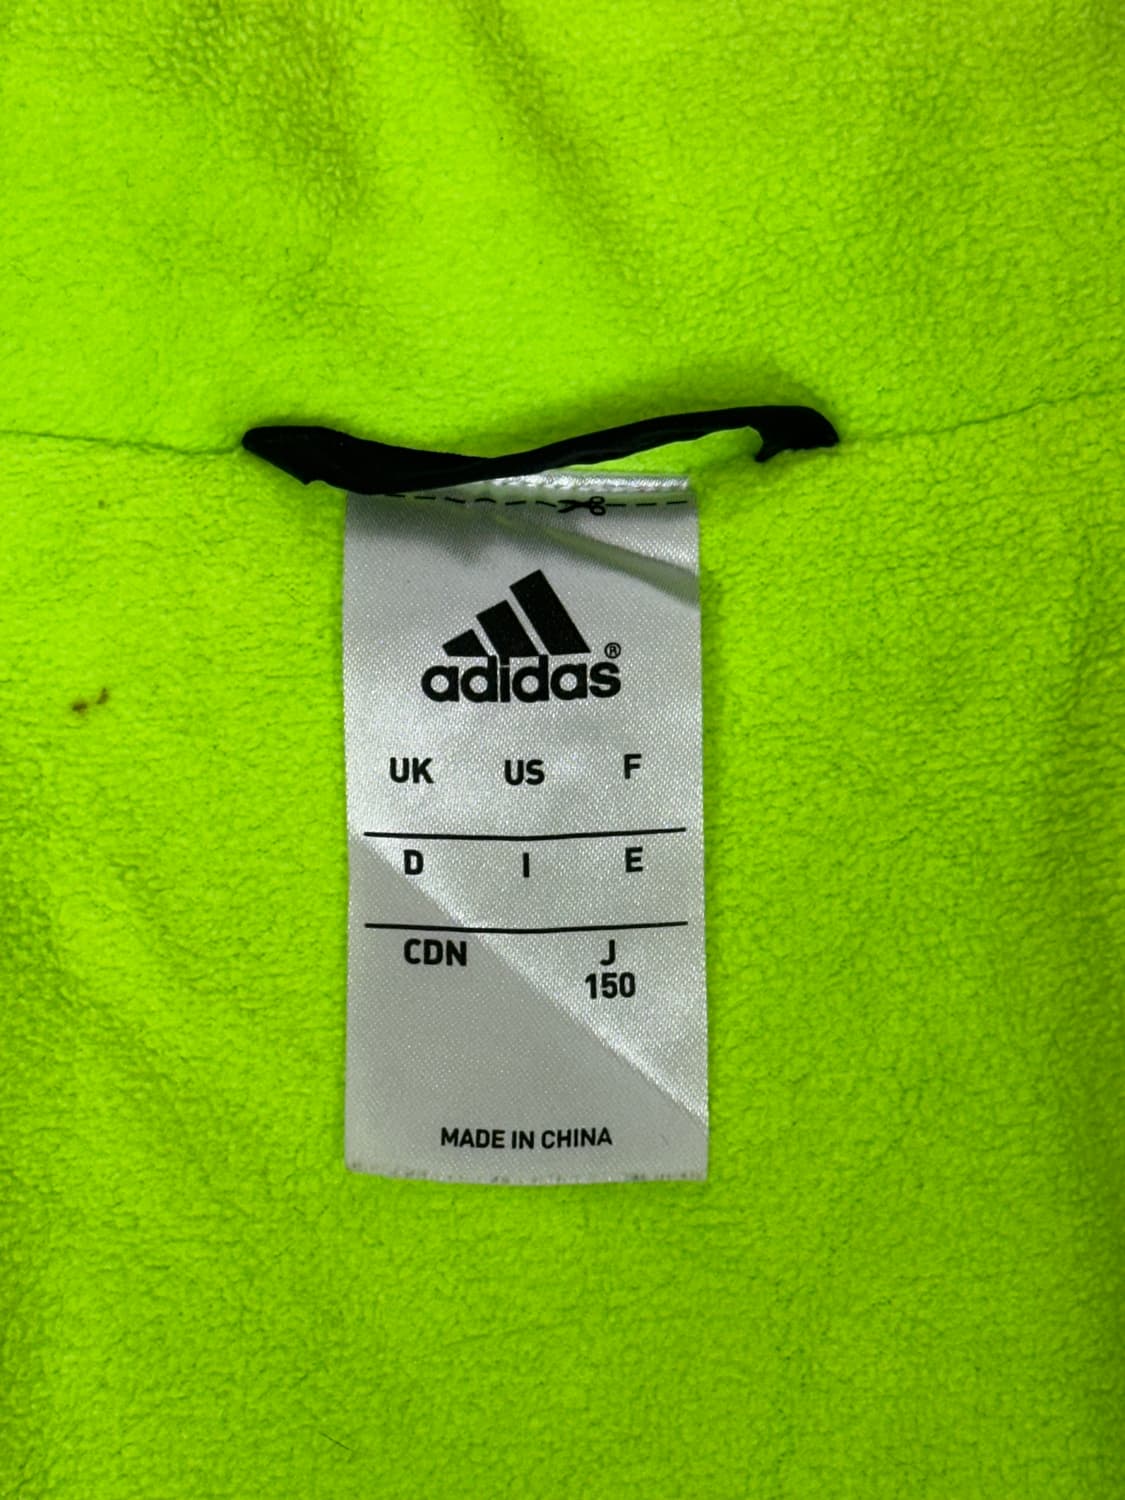 adidas®
UK US F
D I E
CDN J
150
MADE IN CHINA